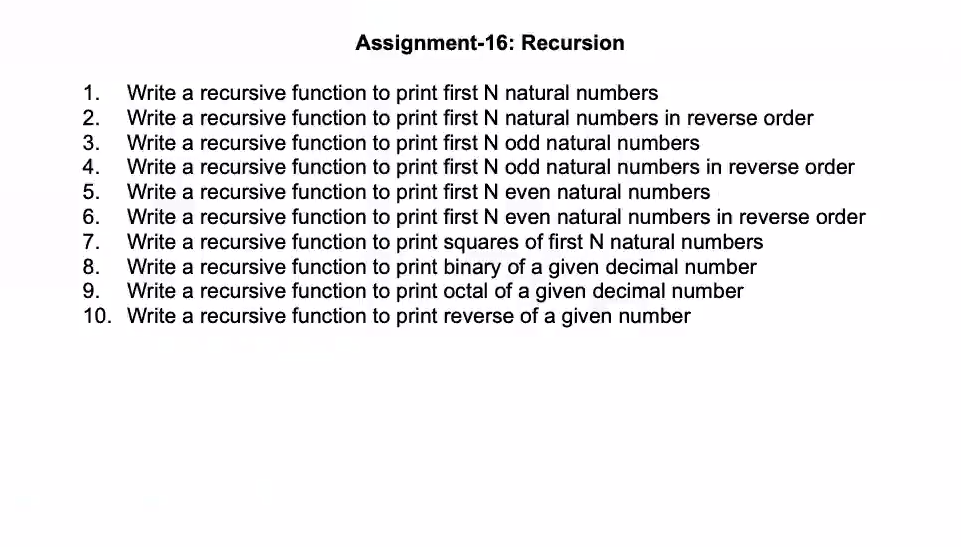 Assignment-16: Recursion
1. Write a recursive function to print first N natural numbers
2. Write a recursive function to print first N natural numbers in reverse order
3. Write a recursive function to print first N odd natural numbers
4. Write a recursive function to print first N odd natural numbers in reverse order
5. Write a recursive function to print first N even natural numbers
6. Write a recursive function to print first N even natural numbers in reverse order
7. Write a recursive function to print squares of first N natural numbers
8. Write a recursive function to print binary of a given decimal number
9. Write a recursive function to print octal of a given decimal number
10. Write a recursive function to print reverse of a given number